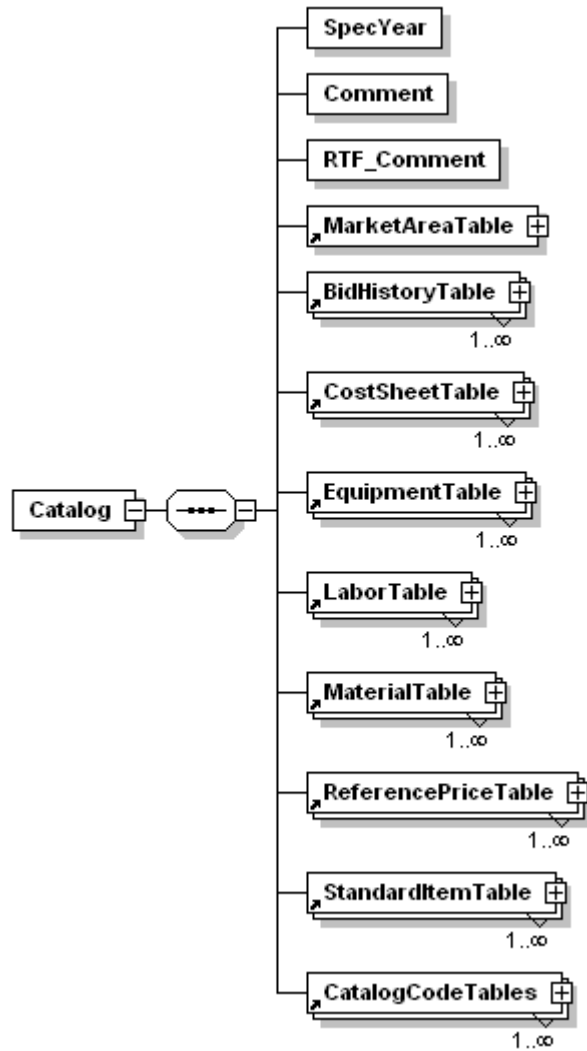 SpecYear
Comment
RTF_Comment
MarketAreaTable
BidHistoryTable
1..∞
CostSheetTable
1..∞
Catalog
EquipmentTable
1..∞
LaborTable
1..∞
MaterialTable
1..∞
ReferencePriceTable
1..∞
StandardItemTable
1..∞
CatalogCodeTables
1..∞